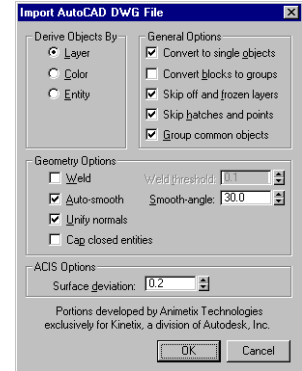 Import AutoCAD DWG File
Derive Objects By
Layer
Color
Entity
General Options
Convert to single objects
Convert blocks to groups
Skip off and frozen layers
Skip hatches and points
Group common objects
Geometry Options
Weld
Weld threshold: 0.1
Auto-smooth
Smooth-angle: 30.0
Unify normals
Cap closed entities
ACIS Options
Surface deviation: 0.2
Portions developed by Animetix Technologies
exclusively for Kinetix, a division of Autodesk, Inc.
OK
Cancel